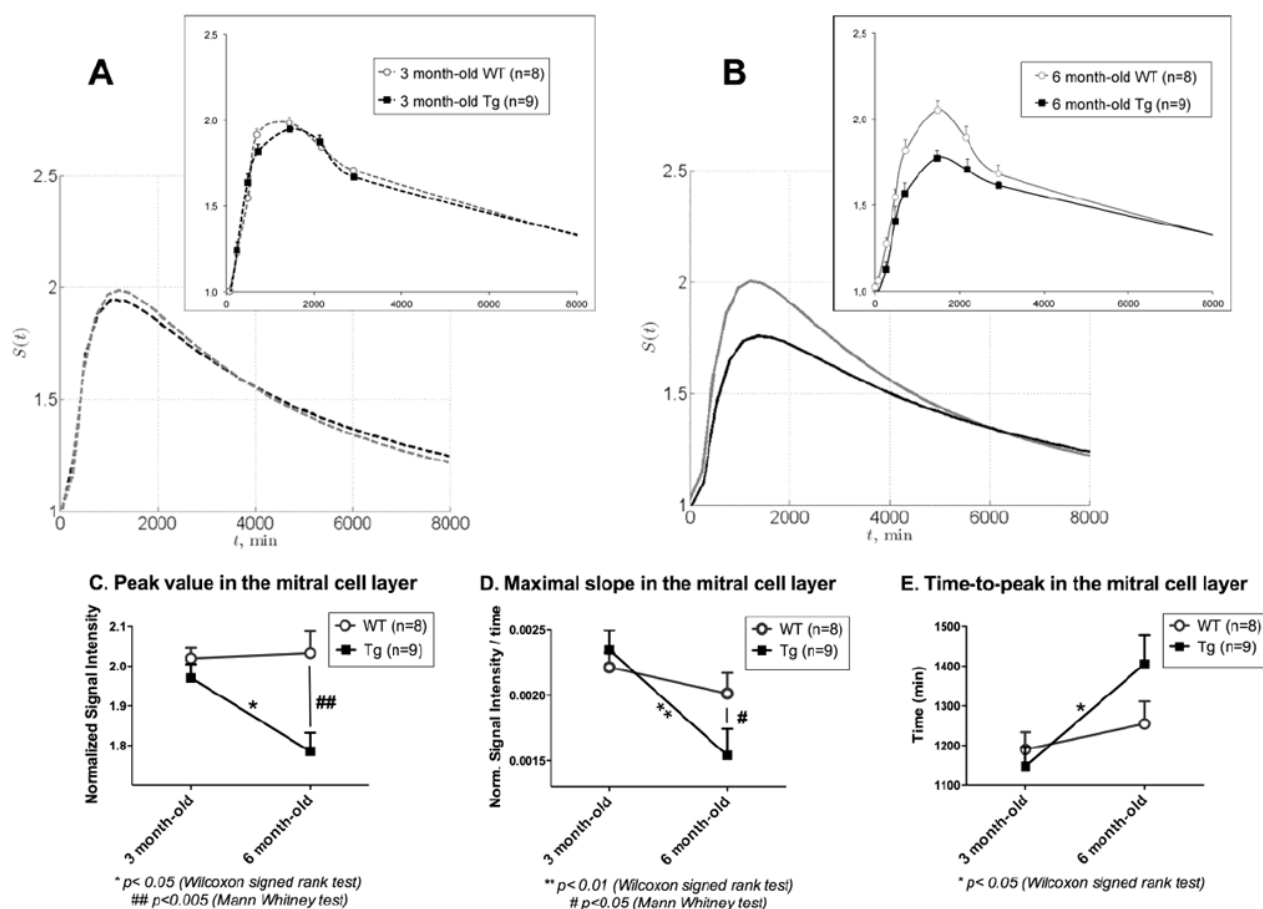 A
2,5
2,0
1,5
1,0
0
2000
4000
6000
8000
3 month-old WT (n=8)
3 month-old Tg (n=9)
2.5
2
1.5
1
S(t)
0
2000
4000
6000
8000
t, min
B
2,5
2,0
1,5
1,0
0
2000
4000
6000
8000
6 month-old WT (n=8)
6 month-old Tg (n=9)
2.5
2
1.5
1
S(t)
0
2000
4000
6000
8000
t, min
C. Peak value in the mitral cell layer
Normalized Signal Intensity
2.1
2.0
1.9
1.8
WT (n=8)
Tg (n=9)
*
##
3 month-old
6 month-old
* p< 0.05 (Wilcoxon signed rank test)
## p<0.005 (Mann Whitney test)
D. Maximal slope in the mitral cell layer
Norm. Signal Intensity / time
0.0025
0.0020
0.0015
WT (n=8)
Tg (n=9)
**
#
3 month-old
6 month-old
** p< 0.01 (Wilcoxon signed rank test)
# p<0.05 (Mann Whitney test)
E. Time-to-peak in the mitral cell layer
Time (min)
1500
1400
1300
1200
1100
WT (n=8)
Tg (n=9)
*
3 month-old
6 month-old
* p< 0.05 (Wilcoxon signed rank test)